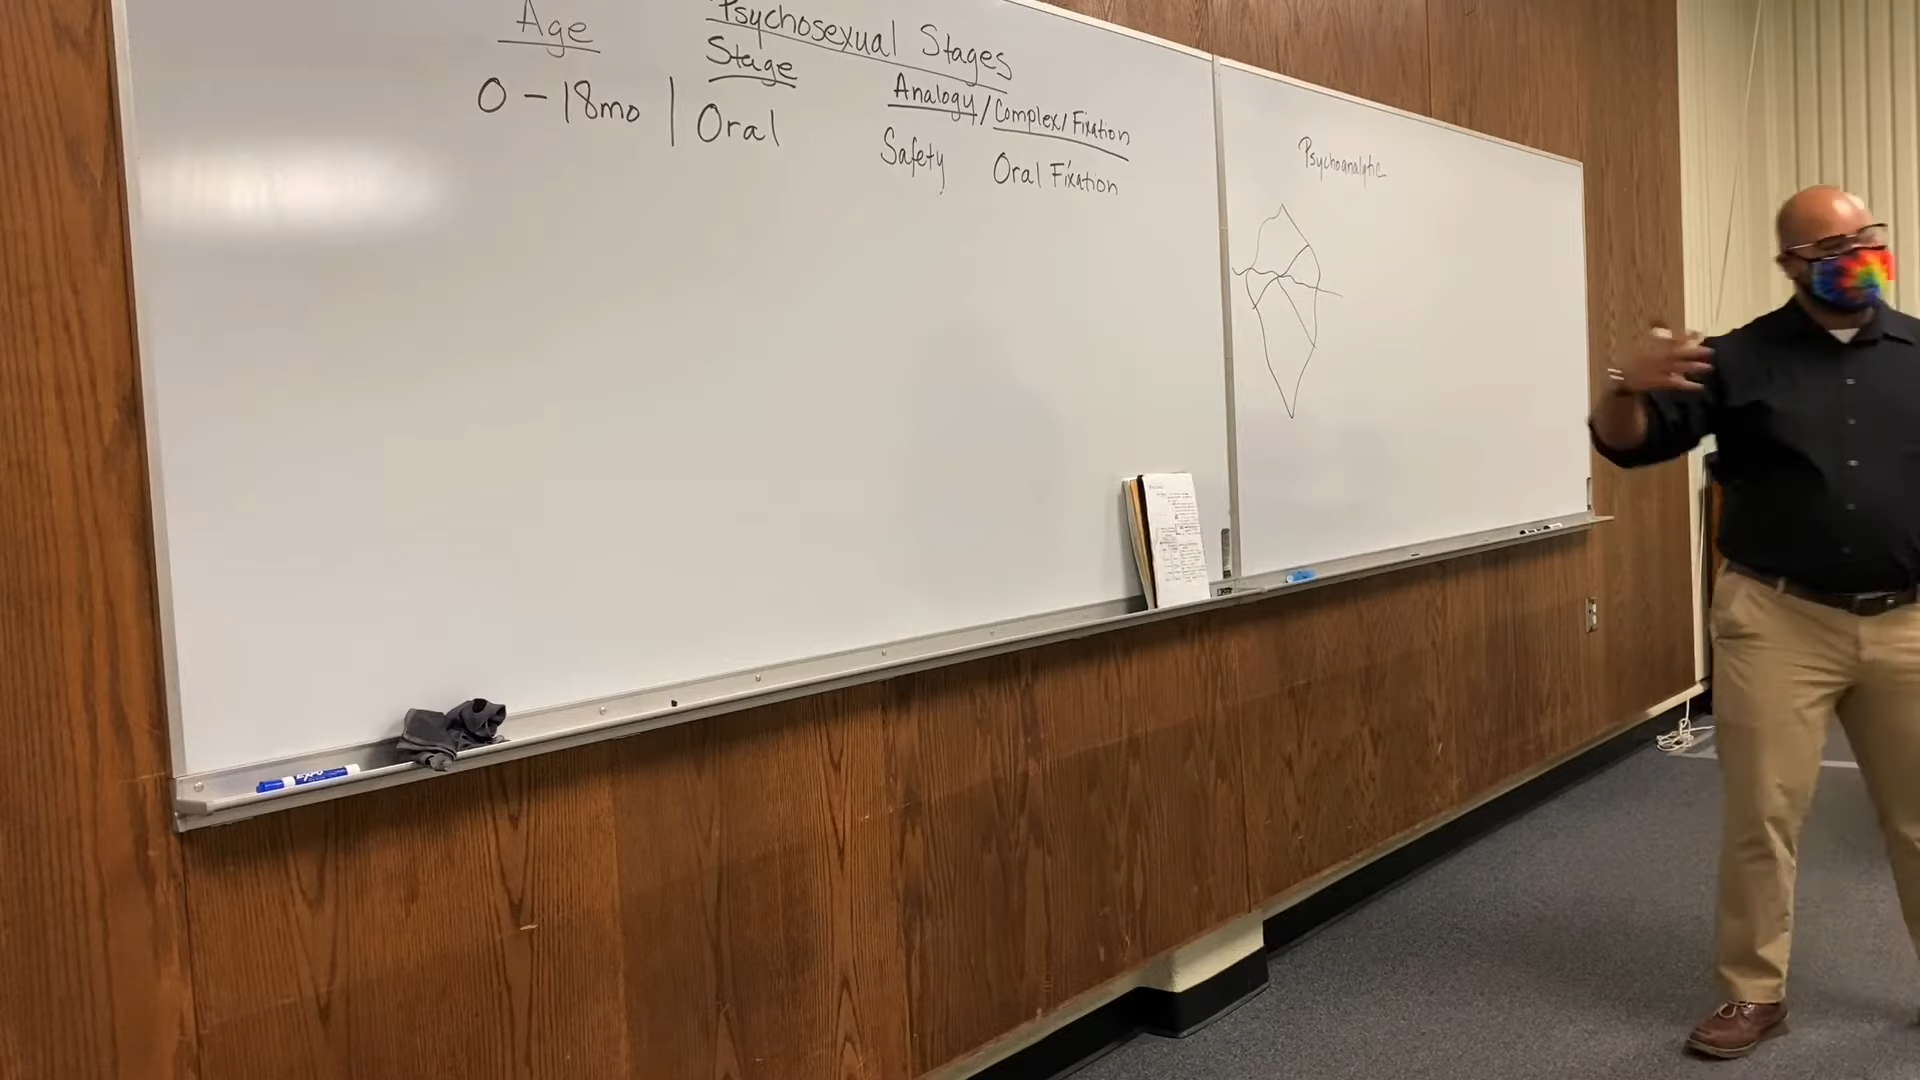 Psychosexual Stages
Age
Stage
Analogy/Complex/Fixation
0-18mo | Oral
Safety Oral Fixation
Psychoanalytic
EXPO